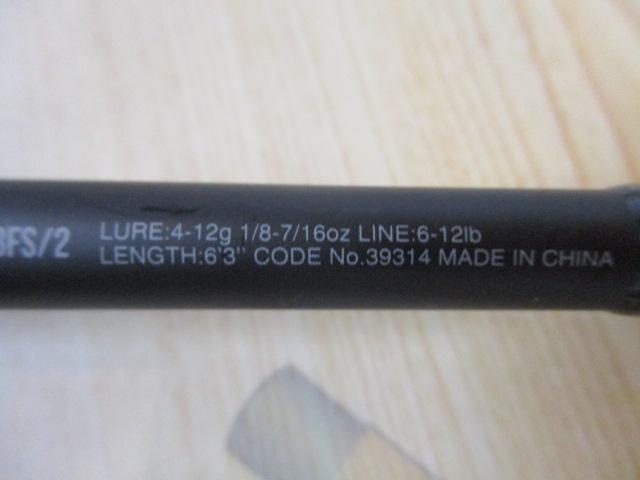 BFS/2
LURE:4-12g 1/8-7/16oz LINE:6-12lb
LENGTH:6'3" CODE No.39314 MADE IN CHINA